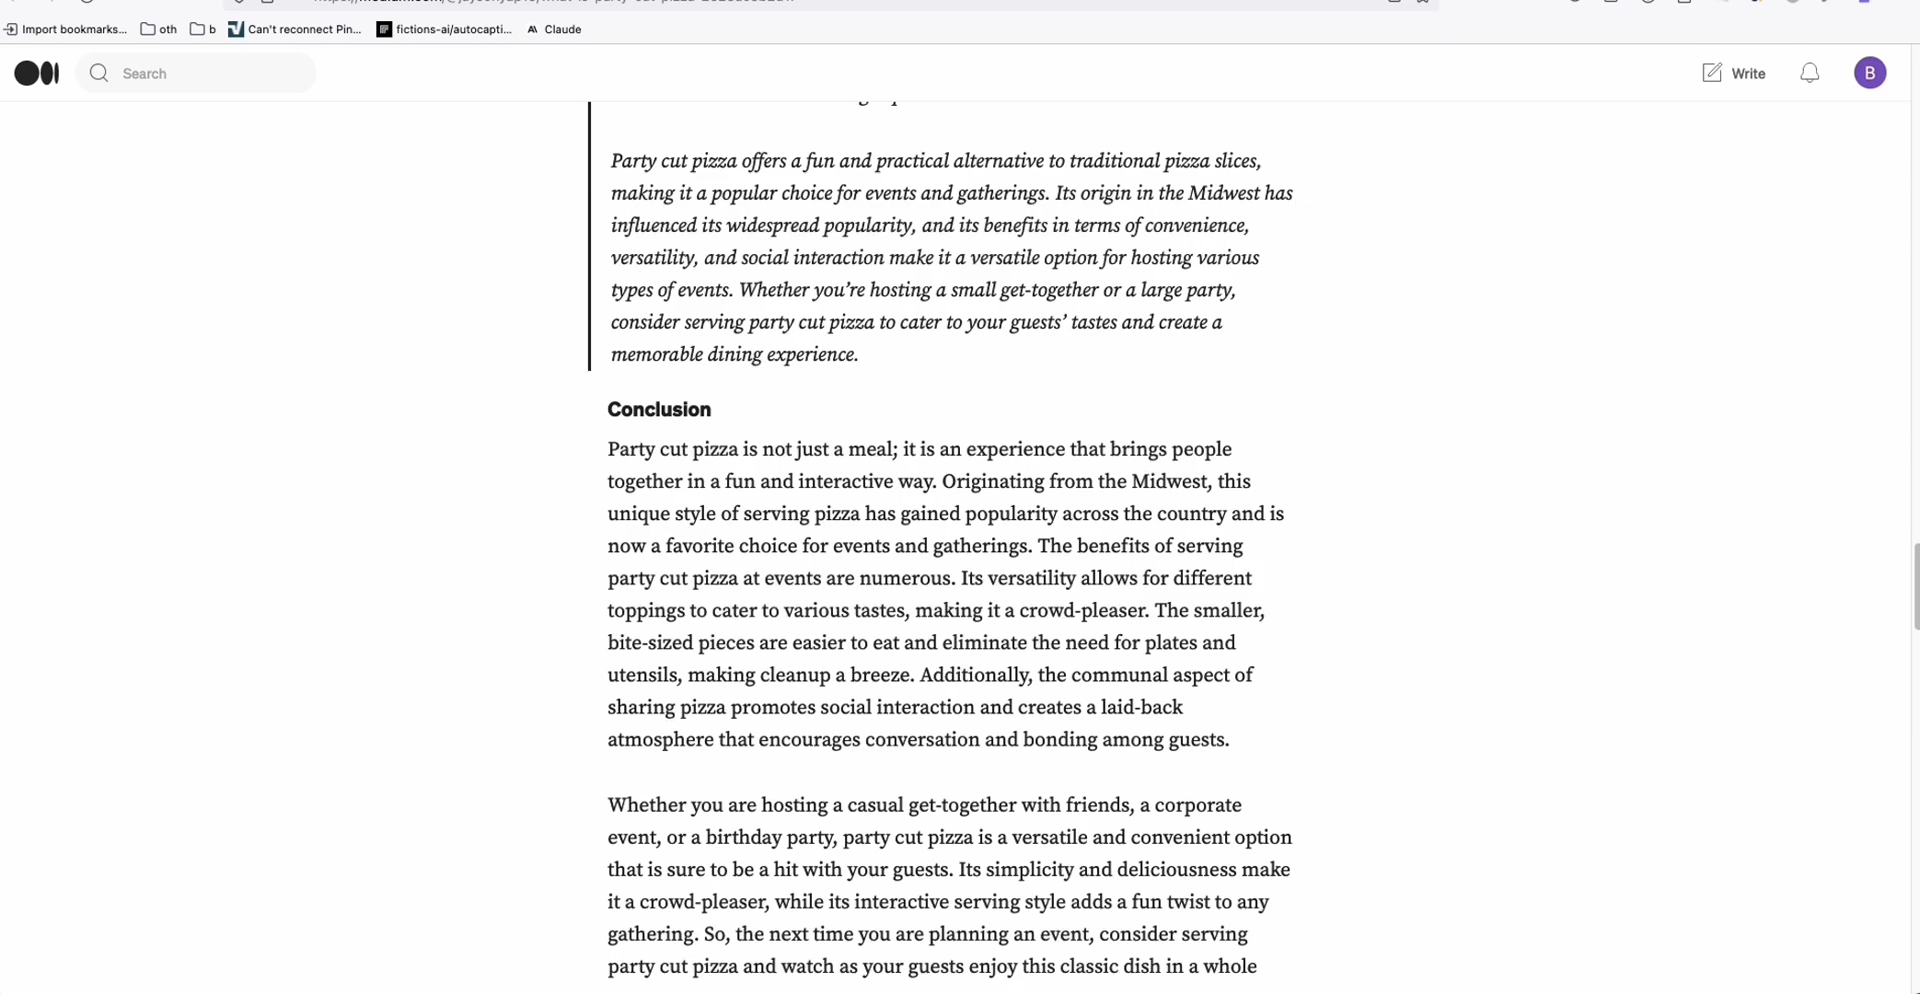 Import bookmarks...
oth
b
Can't reconnect Pin...
fictions-ai/autocapti...
Claude
Search
Write
B
Party cut pizza offers a fun and practical alternative to traditional pizza slices,
making it a popular choice for events and gatherings. Its origin in the Midwest has
influenced its widespread popularity, and its benefits in terms of convenience,
versatility, and social interaction make it a versatile option for hosting various
types of events. Whether you’re hosting a small get-together or a large party,
consider serving party cut pizza to cater to your guests’ tastes and create a
memorable dining experience.
Conclusion
Party cut pizza is not just a meal; it is an experience that brings people
together in a fun and interactive way. Originating from the Midwest, this
unique style of serving pizza has gained popularity across the country and is
now a favorite choice for events and gatherings. The benefits of serving
party cut pizza at events are numerous. Its versatility allows for different
toppings to cater to various tastes, making it a crowd-pleaser. The smaller,
bite-sized pieces are easier to eat and eliminate the need for plates and
utensils, making cleanup a breeze. Additionally, the communal aspect of
sharing pizza promotes social interaction and creates a laid-back
atmosphere that encourages conversation and bonding among guests.
Whether you are hosting a casual get-together with friends, a corporate
event, or a birthday party, party cut pizza is a versatile and convenient option
that is sure to be a hit with your guests. Its simplicity and deliciousness make
it a crowd-pleaser, while its interactive serving style adds a fun twist to any
gathering. So, the next time you are planning an event, consider serving
party cut pizza and watch as your guests enjoy this classic dish in a whole